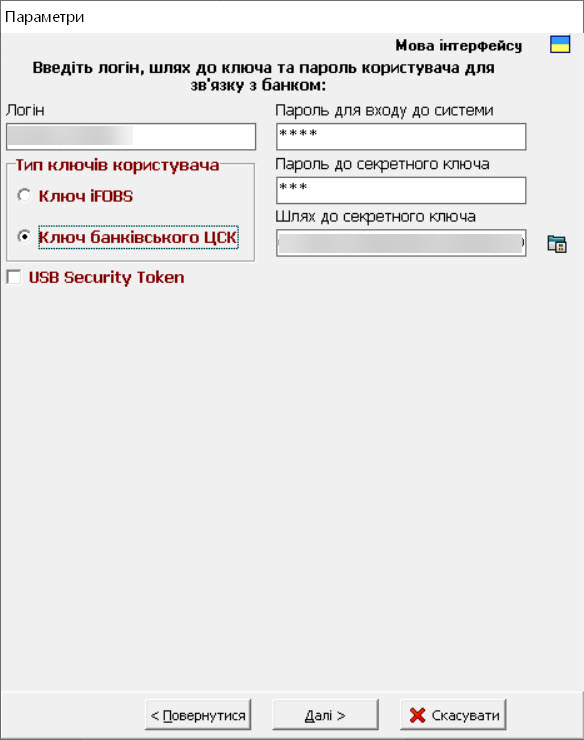 Параметри
Мова інтерфейсу
Введіть логін, шлях до ключа та пароль користувача для
зв'язку з банком:
Логін
Пароль для входу до системи
****
Тип ключів користувача
Пароль до секретного ключа
Ключ iFOBS
***
Шлях до секретного ключа
Ключ банківського ЦСК
USB Security Token
< Повернутися
Далі >
Скасувати